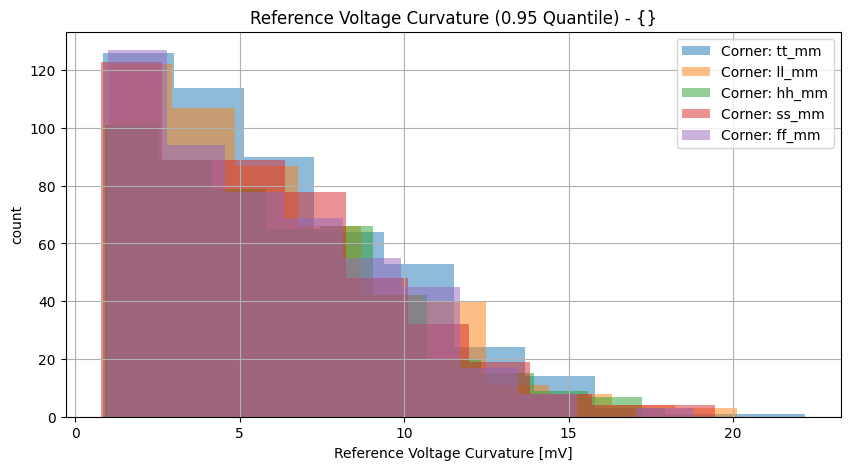 Reference Voltage Curvature (0.95 Quantile) - {}
Corner: tt_mm
Corner: ll_mm
Corner: hh_mm
Corner: ss_mm
Corner: ff_mm
120
100
80
60
40
20
0
count
0 5 10 15 20
Reference Voltage Curvature [mV]